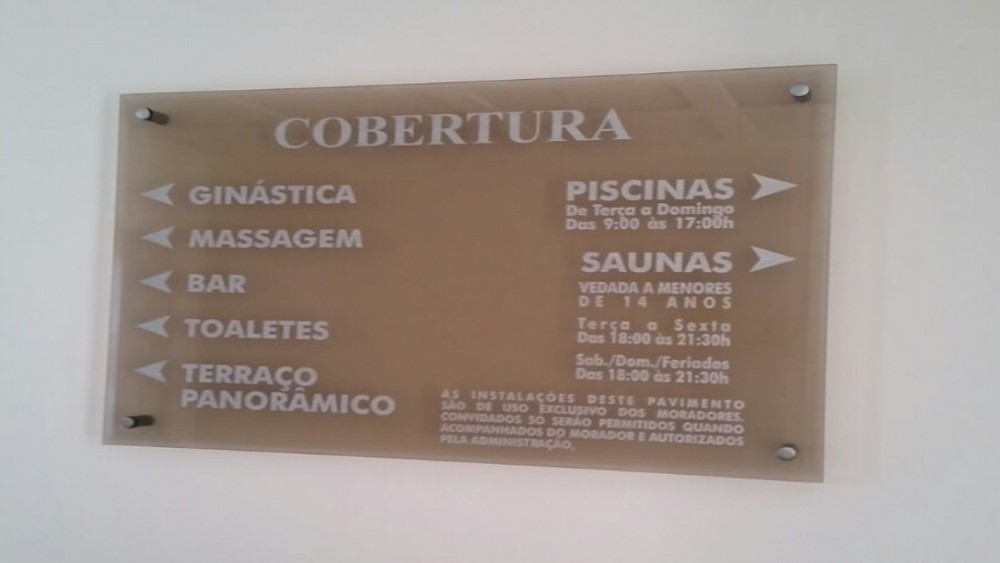 COBERTURA
GINÁSTICA
MASSAGEM
BAR
TOALETES
TERRAÇO
PANORÂMICO
PISCINAS
De Terça a Domingo
Das 9:00 às 17:00h
SAUNAS
VEDADA A MENORES
DE 14 ANOS
Terça a Sexta
Das 18:00 às 21:30h
Sab./Dom./Feriados
Das 18:00 às 21:30h
AS INSTALAÇÕES DESTE PAVIMENTO
SÃO DE USO EXCLUSIVO DOS MORADORES.
CONVIDADOS SO SERÃO PERMITIDOS QUANDO
ACOMPANHADOS DO MORADOR E AUTORIZADOS
PELA ADMINISTRAÇÃO.